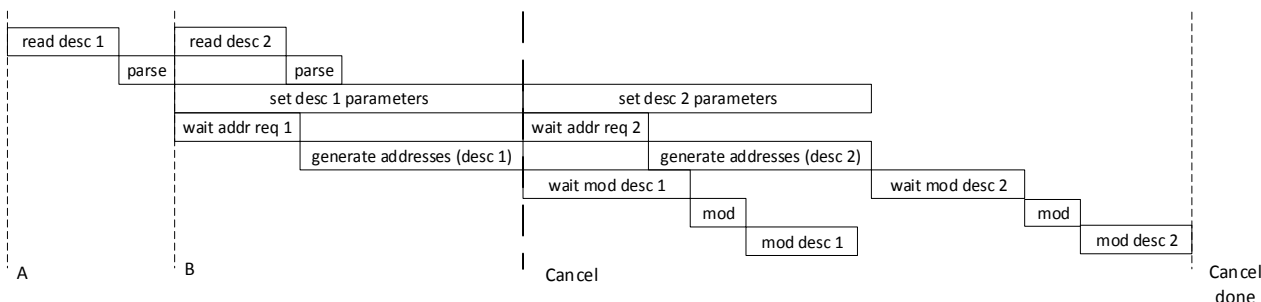 read desc 1
read desc 2
parse
parse
set desc 1 parameters
set desc 2 parameters
wait addr req 1
wait addr req 2
generate addresses (desc 1)
generate addresses (desc 2)
wait mod desc 1
wait mod desc 2
mod
mod
mod desc 1
mod desc 2
A
B
Cancel
Cancel
done